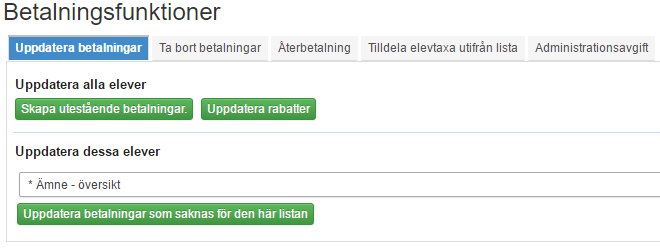 Betalningsfunktioner
Uppdatera betalningar Ta bort betalningar Återbetalning Tilldela elevtaxa utifrån lista Administrationsavgift
Uppdatera alla elever
Skapa utestående betalningar. Uppdatera rabatter
Uppdatera dessa elever
* Ämne - översikt
Uppdatera betalningar som saknas för den här listan